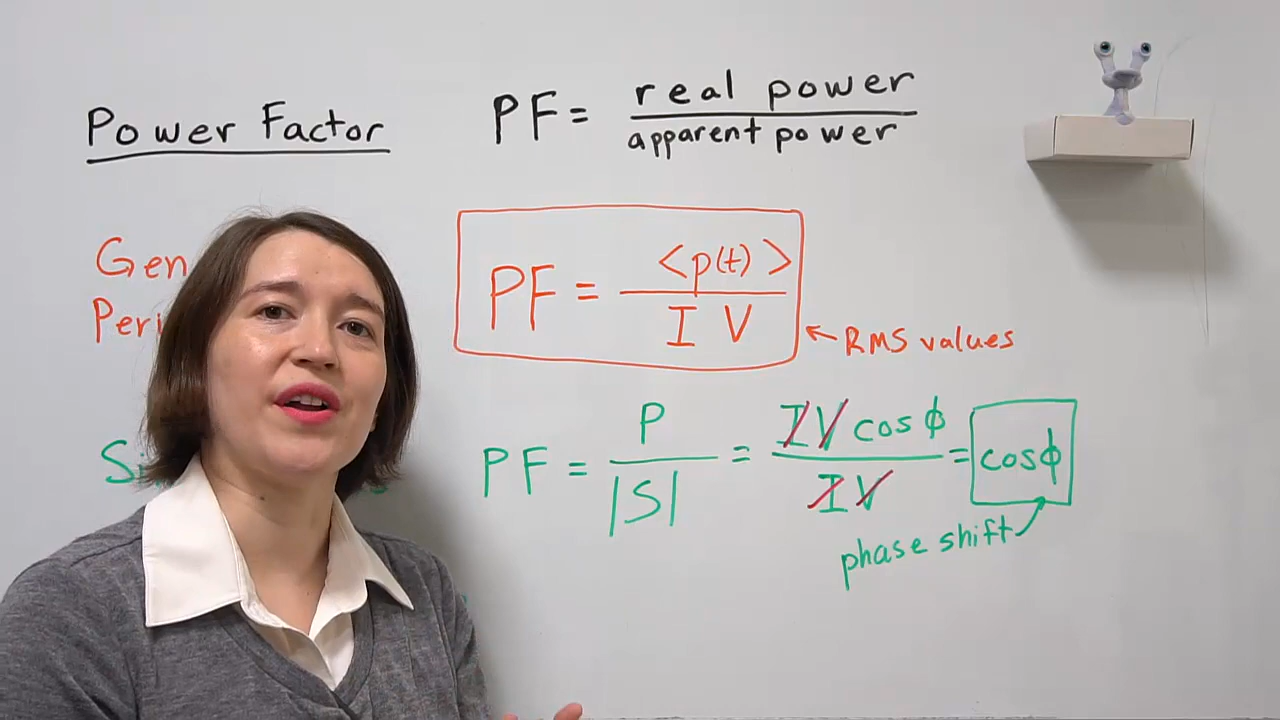 Power Factor
PF = real power / apparent power
PF = <p(t)> / I V
RMS values
PF = P / |S| = I V cos ϕ / I V = cos ϕ
phase shift